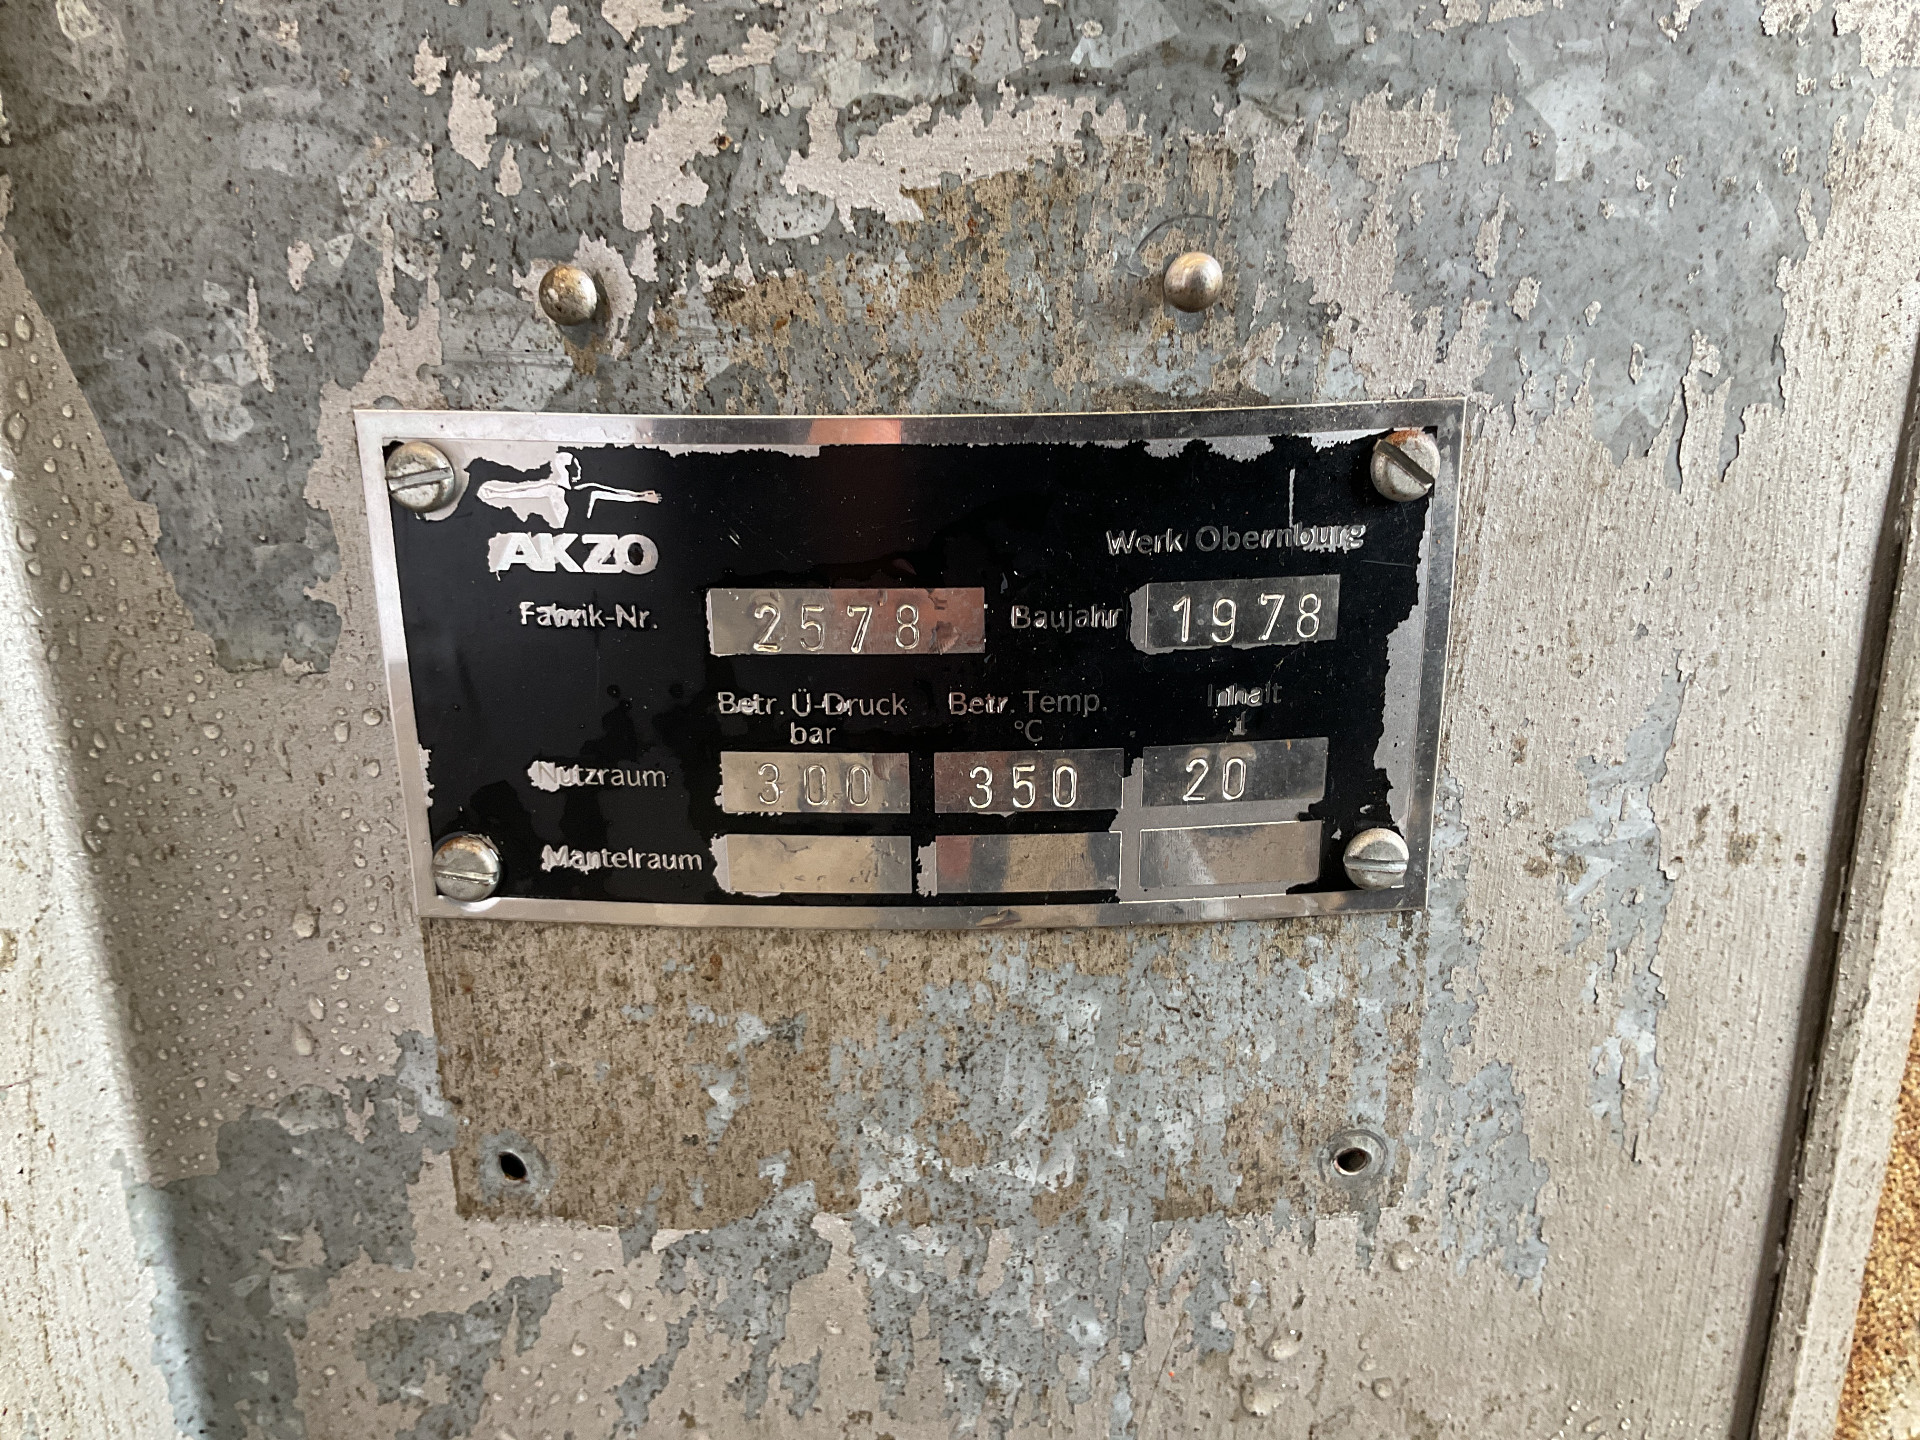 AKZO
Werk Obernburg
Fabrik-Nr. 2578 Baujahr 1978
Betr. Ü-Druck Betr. Temp. Inhalt
bar °C l
Nutzraum 300 350 20
Mantelraum